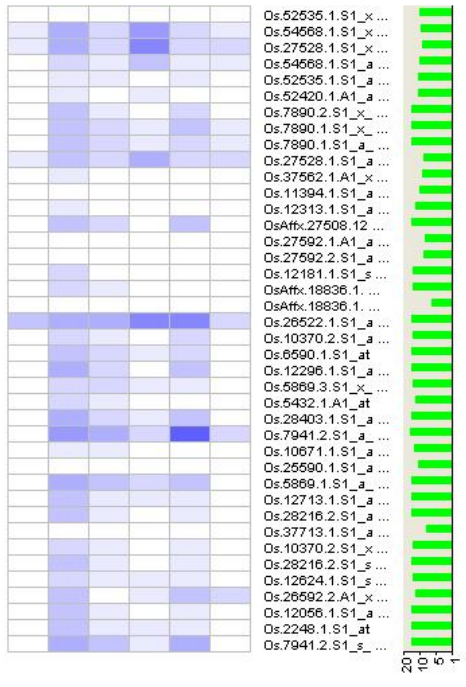 Os.52535.1.S1_x ...
Os.54568.1.S1_x ...
Os.27528.1.S1_x ...
Os.54568.1.S1_a ...
Os.52535.1.S1_a ...
Os.52420.1.A1_a ...
Os.7890.2.S1_x_ ...
Os.7890.1.S1_x_ ...
Os.7890.1.S1_a_ ...
Os.27528.1.S1_a ...
Os.37562.1.A1_x ...
Os.11394.1.S1_a ...
Os.12313.1.S1_a ...
OsAffx.27508.12 ...
Os.27592.1.A1_a ...
Os.27592.2.S1_a ...
Os.12181.1.S1_s ...
OsAffx.18836.1. ...
OsAffx.18836.1. ...
Os.26522.1.S1_a ...
Os.10370.2.S1_a ...
Os.6590.1.S1_at
Os.12296.1.S1_a ...
Os.5869.3.S1_x_ ...
Os.5432.1.A1_at
Os.28403.1.S1_a ...
Os.7941.2.S1_a_ ...
Os.10671.1.S1_a ...
Os.25590.1.S1_a ...
Os.5869.1.S1_a_ ...
Os.12713.1.S1_a ...
Os.28216.2.S1_a ...
Os.37713.1.S1_a ...
Os.10370.2.S1_x ...
Os.28216.2.S1_s ...
Os.12624.1.S1_s ...
Os.26592.2.A1_x ...
Os.12056.1.S1_a ...
Os.2248.1.S1_at
Os.7941.2.S1_s_ ...
20 10 5 1